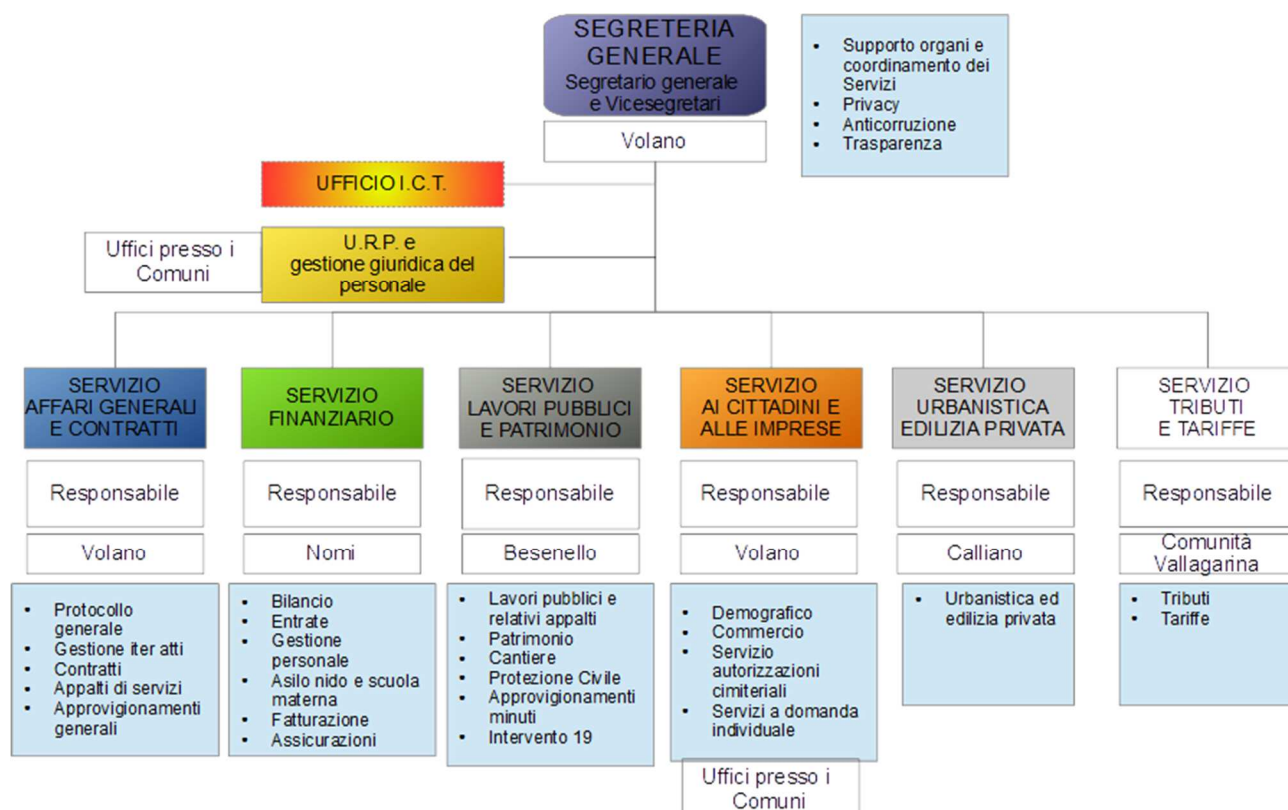 SEGRETERIA
GENERALE
Segretario generale
e Vicesegretari
Volano
• Supporto organi e
coordinamento dei
Servizi
• Privacy
• Anticorruzione
• Trasparenza
UFFICIO I.C.T.
Uffici presso i
Comuni
U.R.P. e
gestione giuridica del
personale
SERVIZIO
AFFARI GENERALI
E CONTRATTI
Responsabile
Volano
• Protocollo
generale
• Gestione iter atti
• Contratti
• Appalti di servizi
• Approvigionamenti
generali
SERVIZIO
FINANZIARIO
Responsabile
Nomi
• Bilancio
• Entrate
• Gestione
personale
• Asilo nido e scuola
materna
• Fatturazione
• Assicurazioni
SERVIZIO
LAVORI PUBBLICI
E PATRIMONIO
Responsabile
Besenello
• Lavori pubblici e
relativi appalti
• Patrimonio
• Cantiere
• Protezione Civile
• Approvigionamenti
minuti
• Intervento 19
SERVIZIO
AI CITTADINI E
ALLE IMPRESE
Responsabile
Volano
• Demografico
• Commercio
• Servizio
autorizzazioni
cimiteriali
• Servizi a domanda
individuale
Uffici presso i
Comuni
SERVIZIO
URBANISTICA
EDILIZIA PRIVATA
Responsabile
Calliano
• Urbanistica ed
edilizia privata
SERVIZIO
TRIBUTI
E TARIFFE
Responsabile
Comunità
Vallagarina
• Tributi
• Tariffe